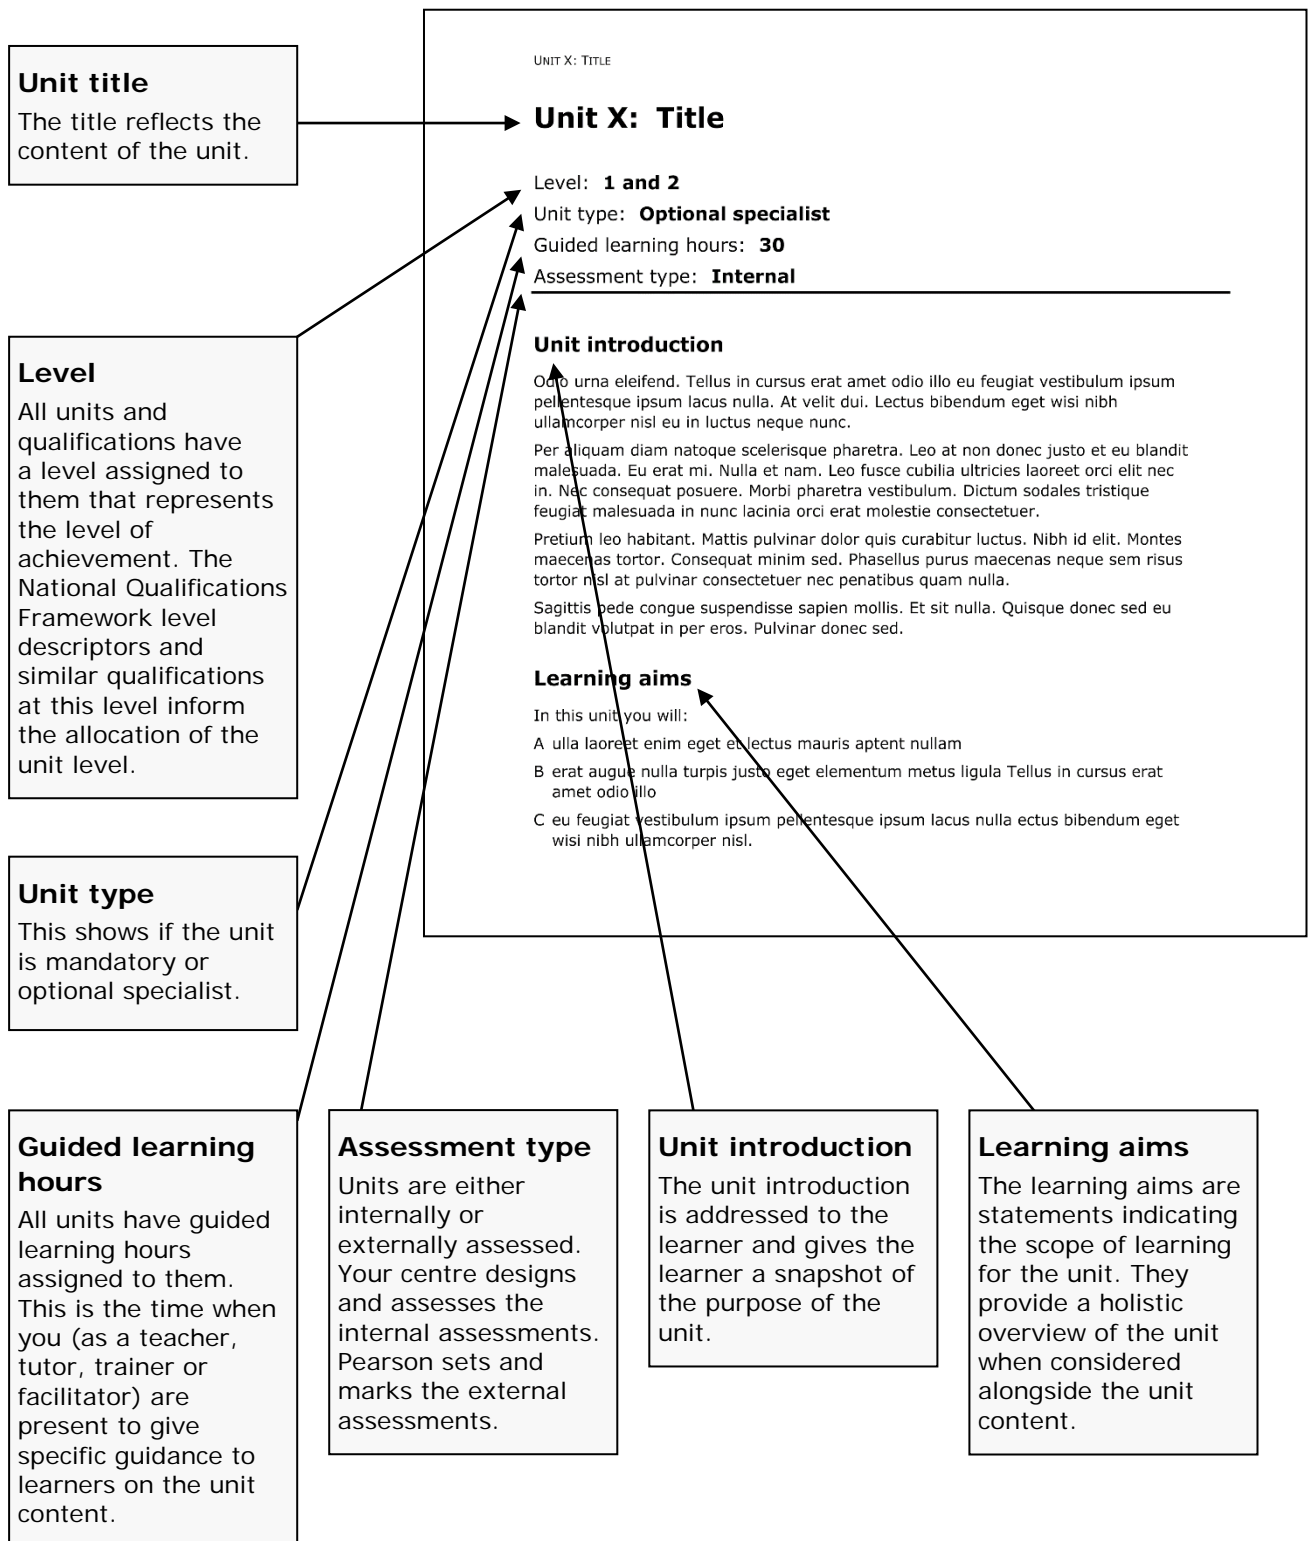 UNIT X: TITLE
Unit X: Title
Level: 1 and 2
Unit type: Optional specialist
Guided learning hours: 30
Assessment type: Internal
Unit introduction
Odio urna eleifend. Tellus in cursus erat amet odio illo eu feugiat vestibulum ipsum
pellentesque ipsum lacus nulla. At velit dui. Lectus bibendum eget wisi nibh
ullamcorper nisl eu in luctus neque nunc.
Per aliquam diam natoque scelerisque pharetra. Leo at non donec justo et eu blandit
malesuada. Eu erat mi. Nulla et nam. Leo fusce cubilia ultricies laoreet orci elit nec
in. Nec consequat posuere. Morbi pharetra vestibulum. Dictum sodales tristique
feugiat malesuada in nunc lacinia orci erat molestie consectetuer.
Pretium leo habitant. Mattis pulvinar dolor quis curabitur luctus. Nibh id elit. Montes
maecenas tortor. Consequat minim sed. Phasellus purus maecenas neque sem risus
tortor nisl at pulvinar consectetuer nec penatibus quam nulla.
Sagittis pede congue suspendisse sapien mollis. Et sit nulla. Quisque donec sed eu
blandit volutpat in per eros. Pulvinar donec sed.
Learning aims
In this unit you will:
A ulla laoreet enim eget et lectus mauris aptent nullam
B erat augue nulla turpis justo eget elementum metus ligula Tellus in cursus erat
amet odio illo
C eu feugiat vestibulum ipsum pellentesque ipsum lacus nulla ectus bibendum eget
wisi nibh ullamcorper nisl.
Unit title
The title reflects the
content of the unit.
Level
All units and
qualifications have
a level assigned to
them that represents
the level of
achievement. The
National Qualifications
Framework level
descriptors and
similar qualifications
at this level inform
the allocation of the
unit level.
Unit type
This shows if the unit
is mandatory or
optional specialist.
Guided learning
hours
All units have guided
learning hours
assigned to them.
This is the time when
you (as a teacher,
tutor, trainer or
facilitator) are
present to give
specific guidance to
learners on the unit
content.
Assessment type
Units are either
internally or
externally assessed.
Your centre designs
and assesses the
internal assessments.
Pearson sets and
marks the external
assessments.
Unit introduction
The unit introduction
is addressed to the
learner and gives the
learner a snapshot of
the purpose of the
unit.
Learning aims
The learning aims are
statements indicating
the scope of learning
for the unit. They
provide a holistic
overview of the unit
when considered
alongside the unit
content.